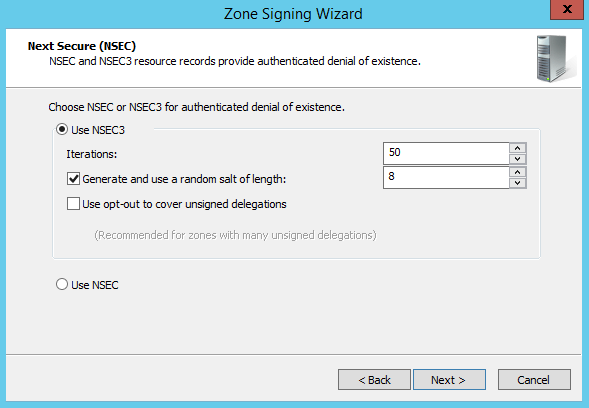 Zone Signing Wizard
x
Next Secure (NSEC)
NSEC and NSEC3 resource records provide authenticated denial of existence.
Choose NSEC or NSEC3 for authenticated denial of existence.
Use NSEC3
Iterations: 50
Generate and use a random salt of length: 8
Use opt-out to cover unsigned delegations
(Recommended for zones with many unsigned delegations)
Use NSEC
< Back Next > Cancel